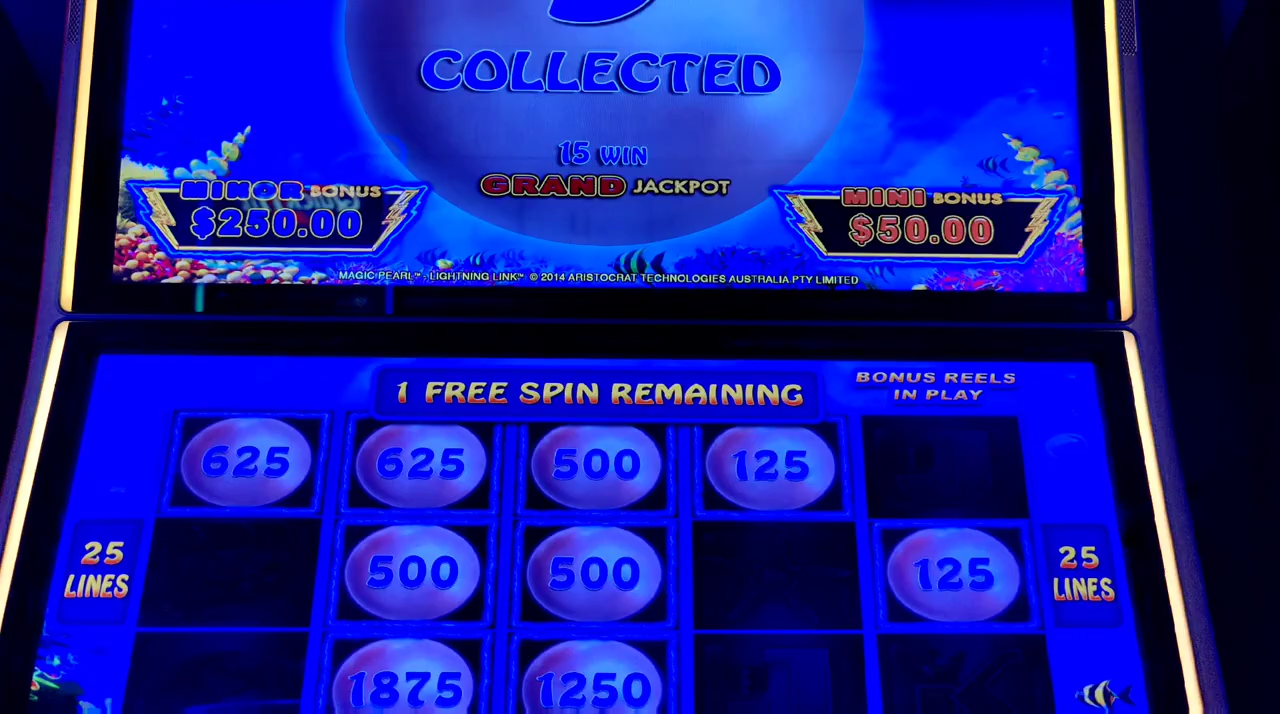 COLLECTED
15 WIN
GRAND JACKPOT
MINOR BONUS
$250.00
MINI BONUS
$50.00
MAGIC PEARL™ - LIGHTNING LINK™ © 2014 ARISTOCRAT TECHNOLOGIES AUSTRALIA PTY LIMITED
1 FREE SPIN REMAINING
BONUS REELS
IN PLAY
625 625 500 125
25
LINES
500 500 125
25
LINES
1875 1250